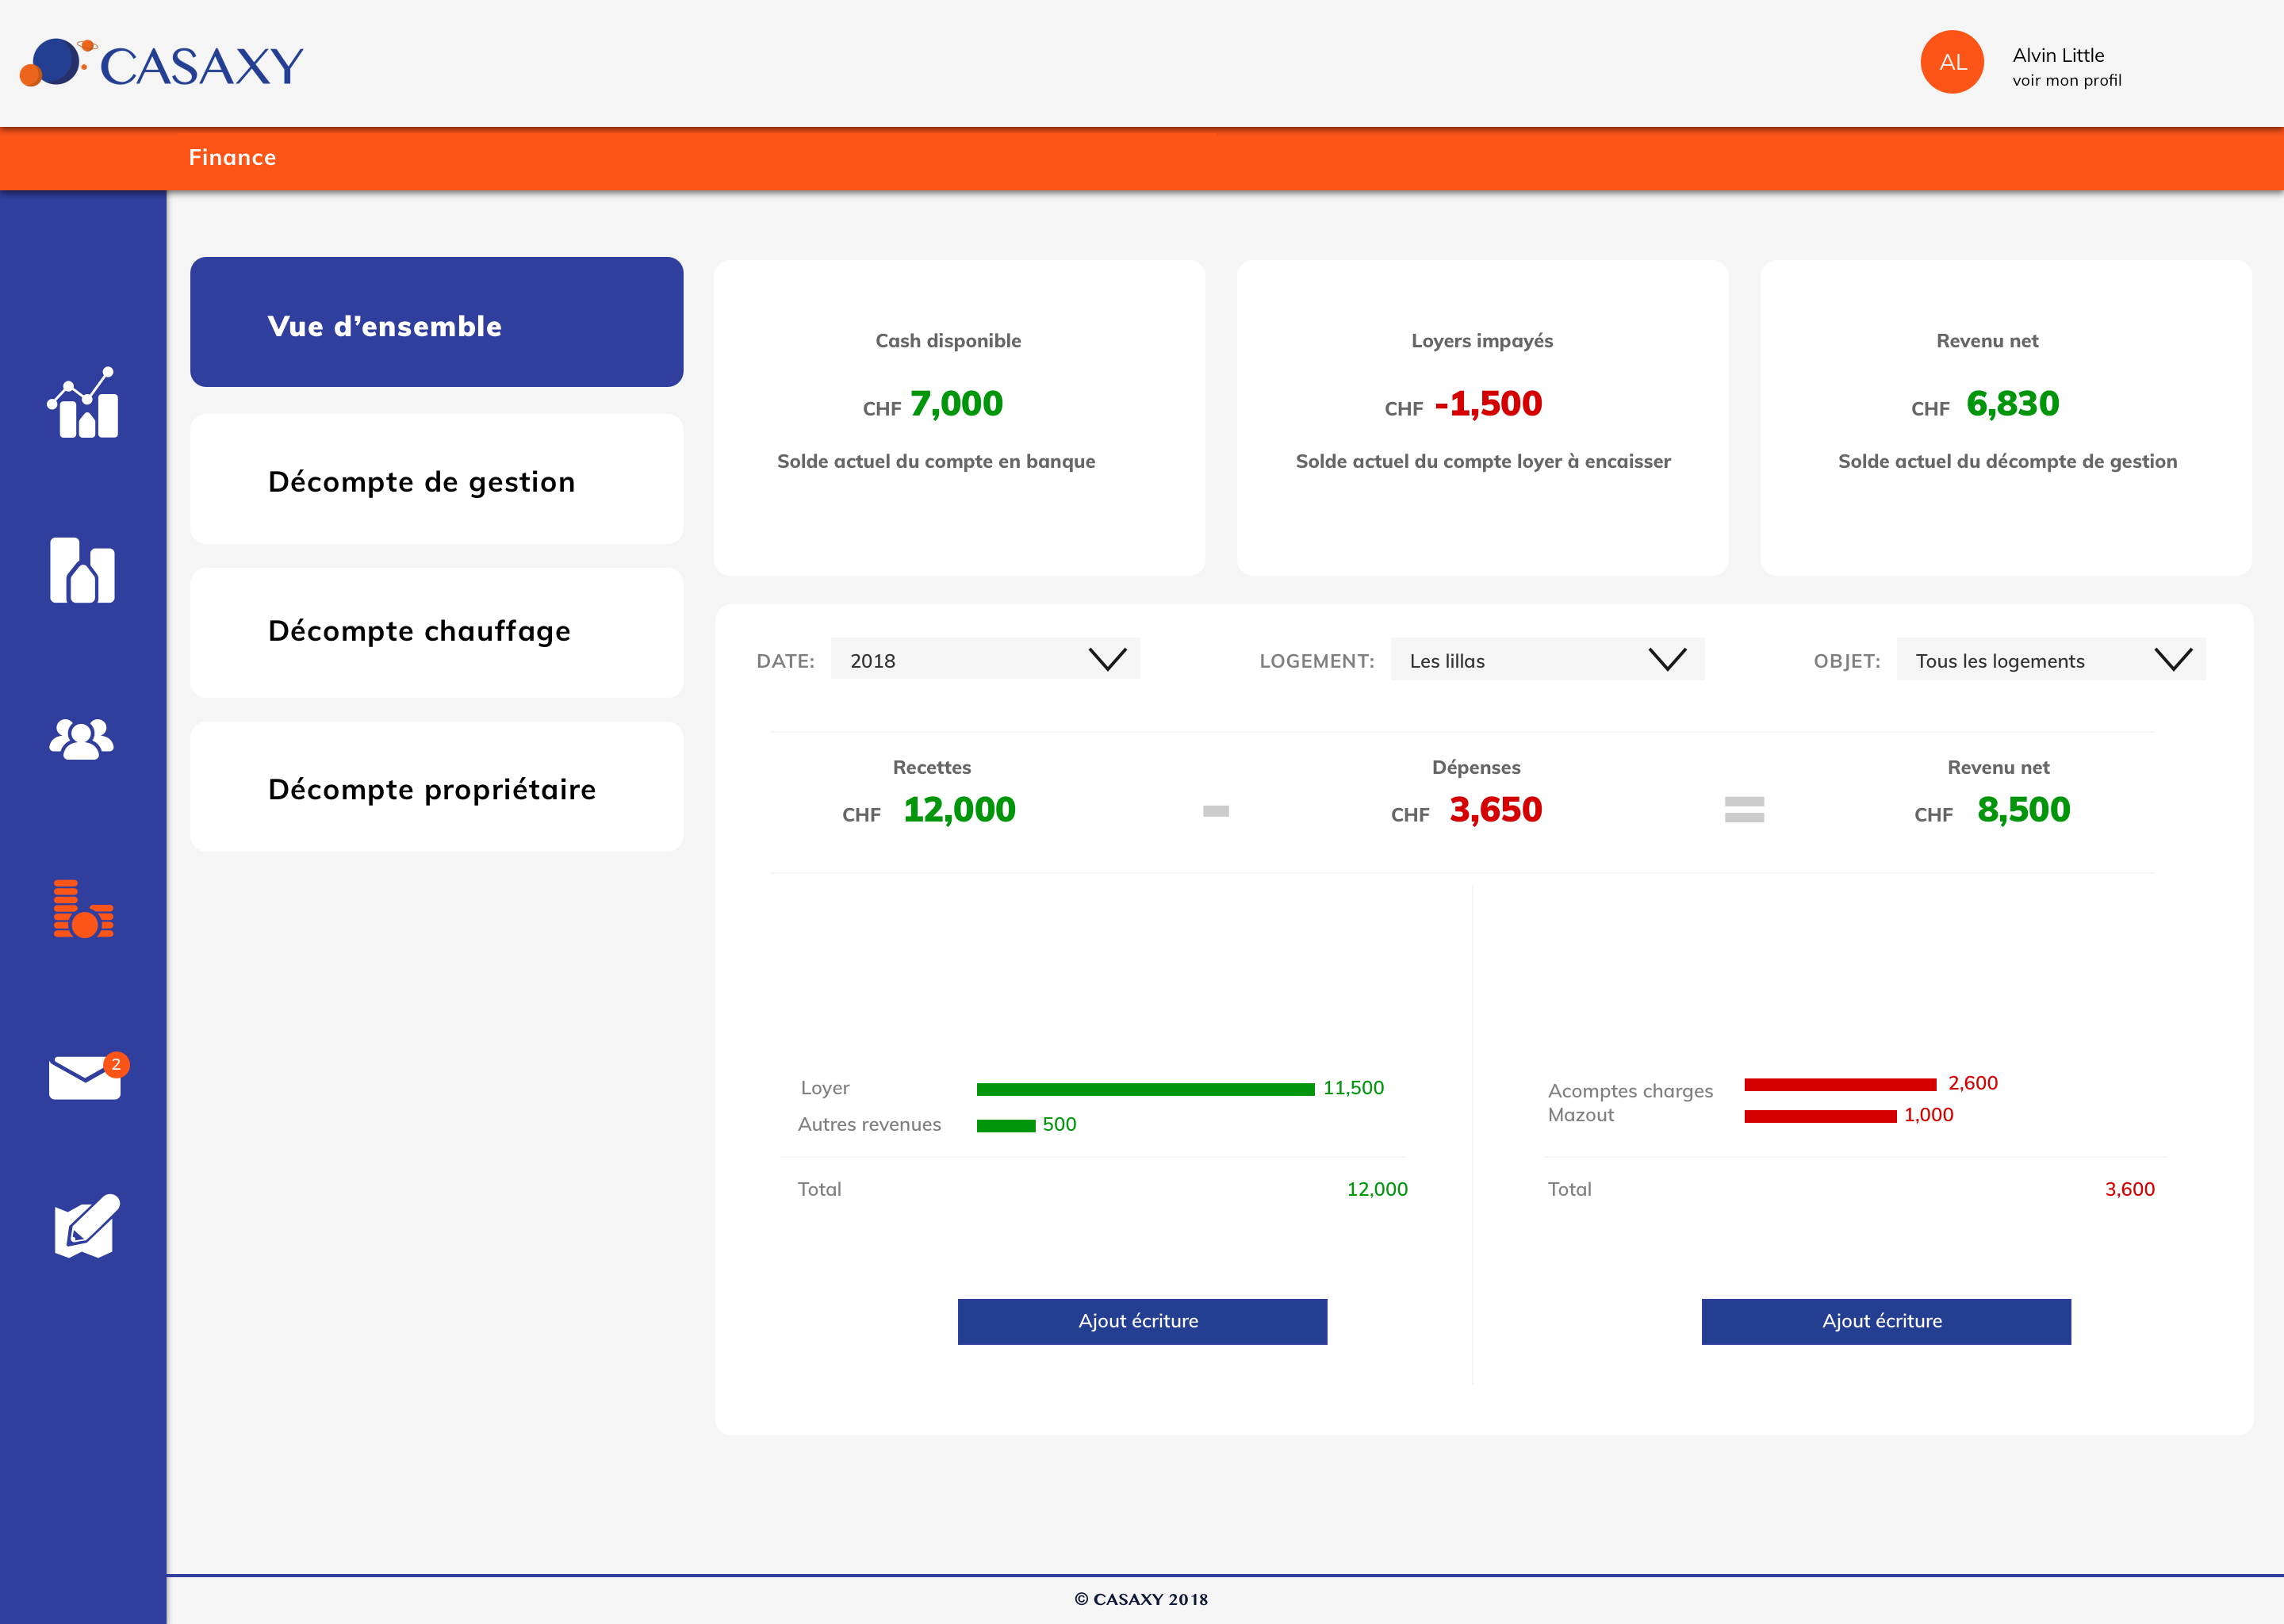 CASAXY
AL
Alvin Little
voir mon profil
Finance
Vue d’ensemble
Décompte de gestion
Décompte chauffage
Décompte propriétaire
2
Cash disponible
CHF 7,000
Solde actuel du compte en banque
Loyers impayés
CHF -1,500
Solde actuel du compte loyer à encaisser
Revenu net
CHF 6,830
Solde actuel du décompte de gestion
DATE: 2018
LOGEMENT: Les lillas
OBJET: Tous les logements
Recettes
CHF 12,000
-
Dépenses
CHF 3,650
=
Revenu net
CHF 8,500
Loyer 11,500
Autres revenues 500
Total 12,000
Ajout écriture
Acomptes charges 2,600
Mazout 1,000
Total 3,600
Ajout écriture
© CASAXY 2018